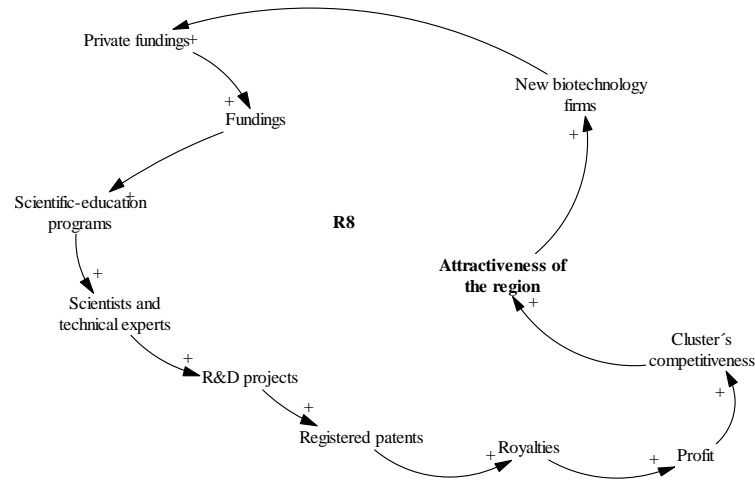 Private fundings
+
New biotechnology
firms
+
Fundings
+
+
Scientific-education
programs
R8
Attractiveness of
the region
+
+
Scientists and
technical experts
Cluster´s
competitiveness
+
R&D projects
+
+
Registered patents
+
Royalties
+
Profit